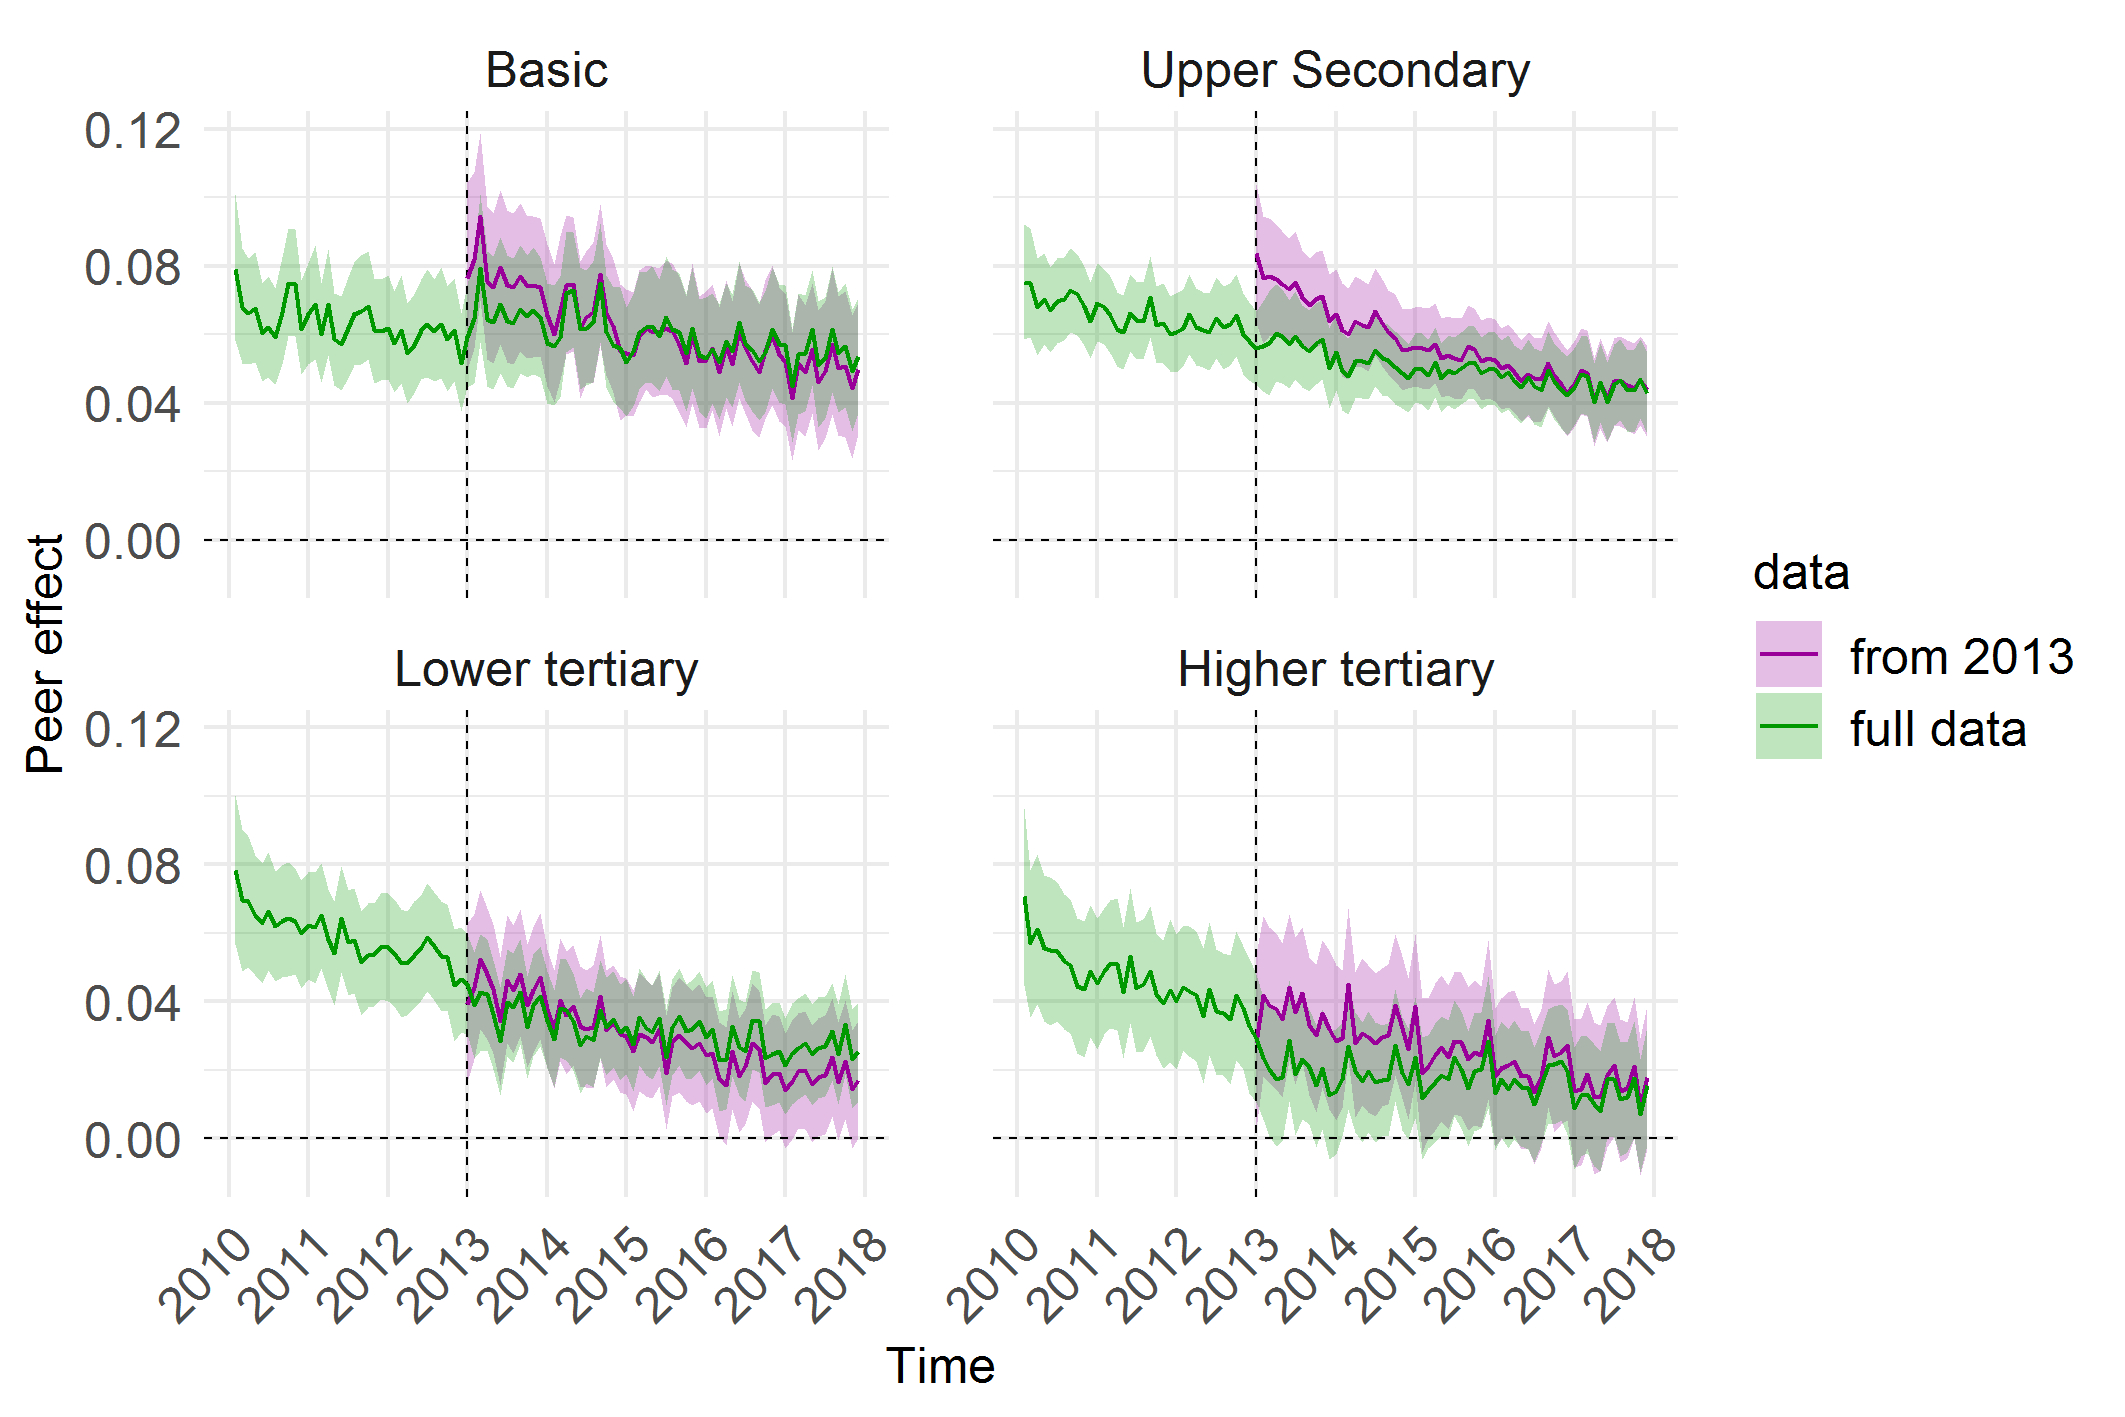 Basic
Upper Secondary
0.12
0.08
0.04
0.00
Lower tertiary
Higher tertiary
0.12
0.08
0.04
0.00
2010 2011 2012 2013 2014 2015 2016 2017 2018
2010 2011 2012 2013 2014 2015 2016 2017 2018
Time
Peer effect
data
from 2013
full data